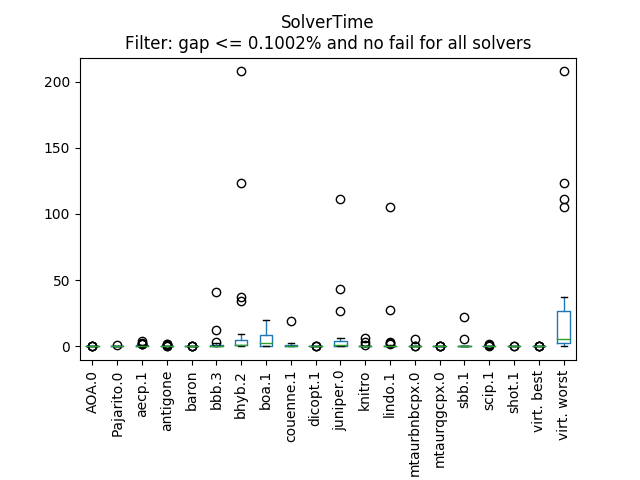 SolverTime
Filter: gap <= 0.1002% and no fail for all solvers
200
150
100
50
0
AOA.0
Pajarito.0
aecp.1
antigone
baron
bbb.3
bhyb.2
boa.1
couenne.1
dicopt.1
juniper.0
knitro
lindo.1
mtaurbnbcpx.0
mtaurqgcpx.0
sbb.1
scip.1
shot.1
virt. best
virt. worst